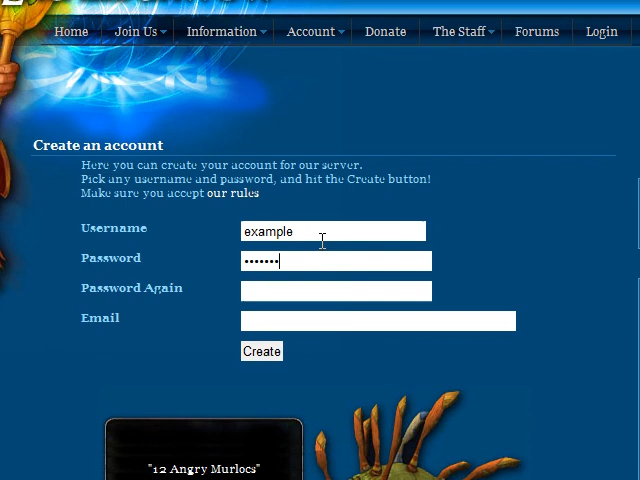 Home Join Us Information Account Donate The Staff Forums Login
Create an account
Here you can create your account for our server.
Pick any username and password, and hit the Create button!
Make sure you accept our rules
Username example
Password •••••••
Password Again
Email
Create
"12 Angry Murlocs"